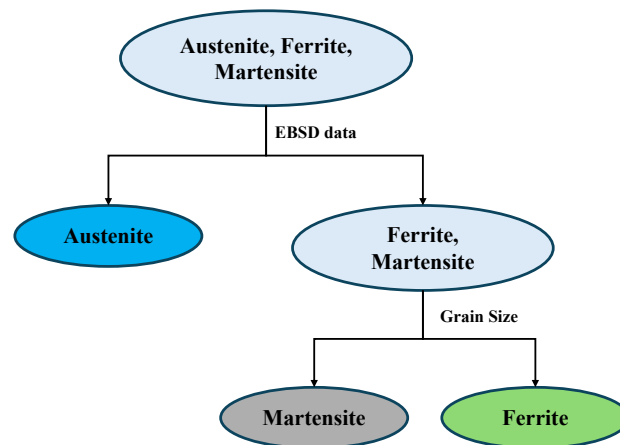 Austenite, Ferrite,
Martensite
EBSD data
Austenite
Ferrite,
Martensite
Grain Size
Martensite
Ferrite